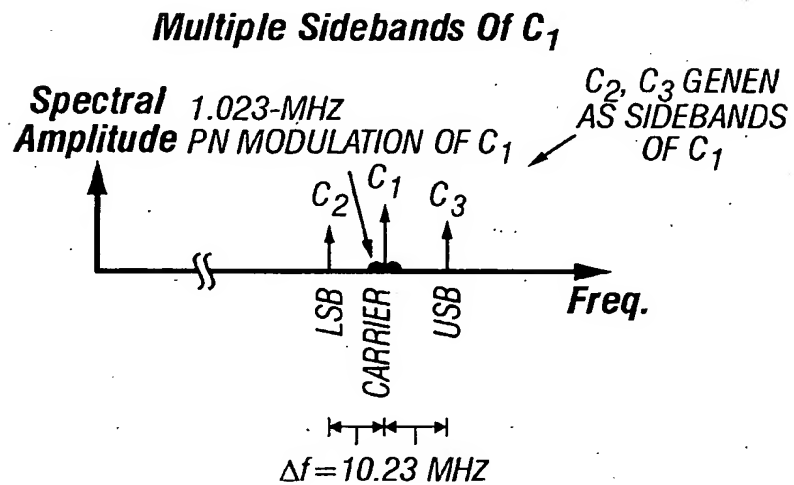 Multiple Sidebands Of C1
Spectral
Amplitude
1.023-MHz
PN MODULATION OF C1
C2, C3 GENEN
AS SIDEBANDS
OF C1
C2
C1
C3
LSB
CARRIER
USB
Freq.
Δf=10.23 MHZ